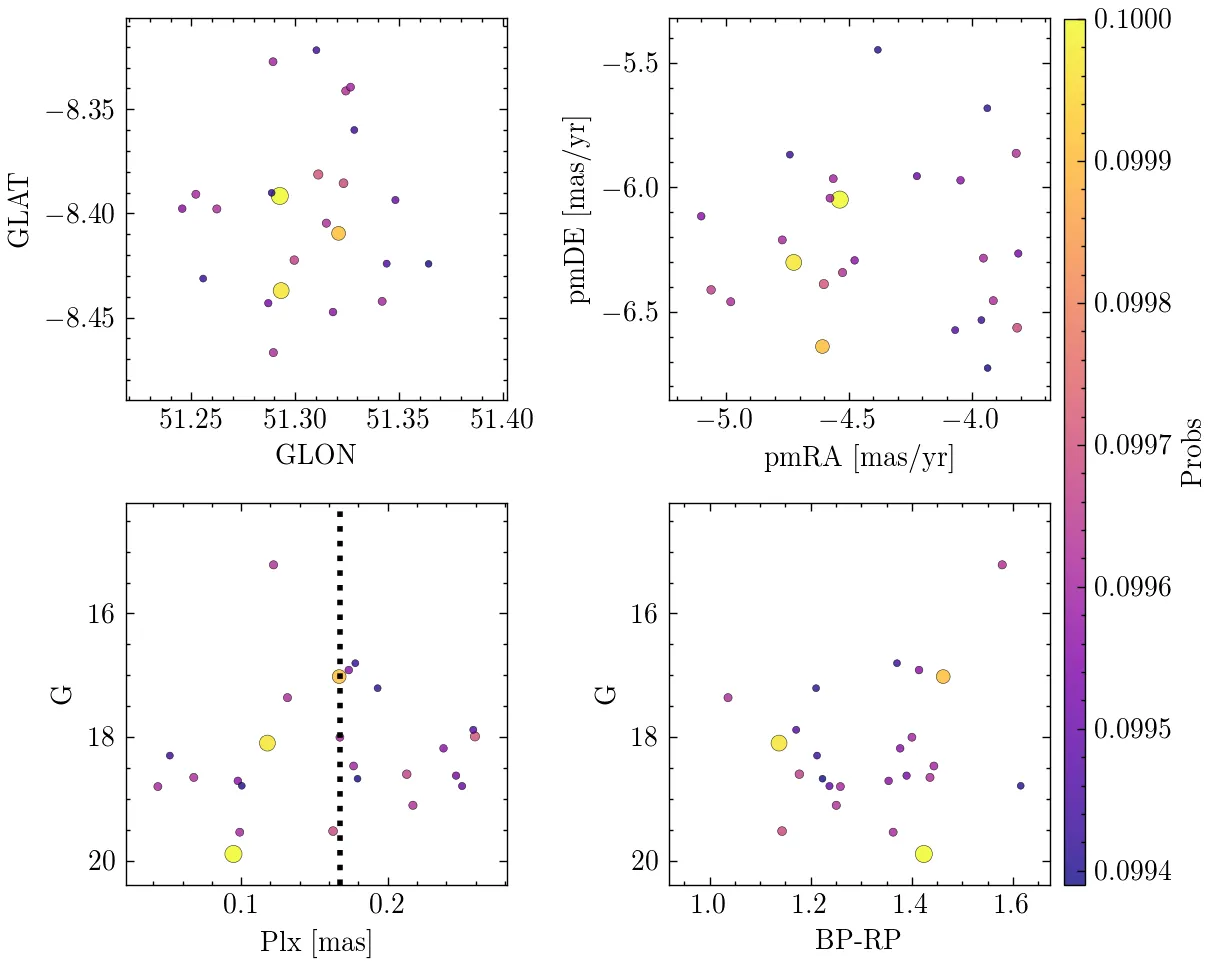 −8.35
−8.40
−8.45
GLAT
51.25 51.30 51.35 51.40
GLON
−5.5
−6.0
−6.5
pmDE [mas/yr]
−5.0 −4.5 −4.0
pmRA [mas/yr]
16
18
20
G
0.1 0.2
Plx [mas]
16
18
20
G
1.0 1.2 1.4 1.6
BP-RP
0.1000
0.0999
0.0998
0.0997
0.0996
0.0995
0.0994
Probs